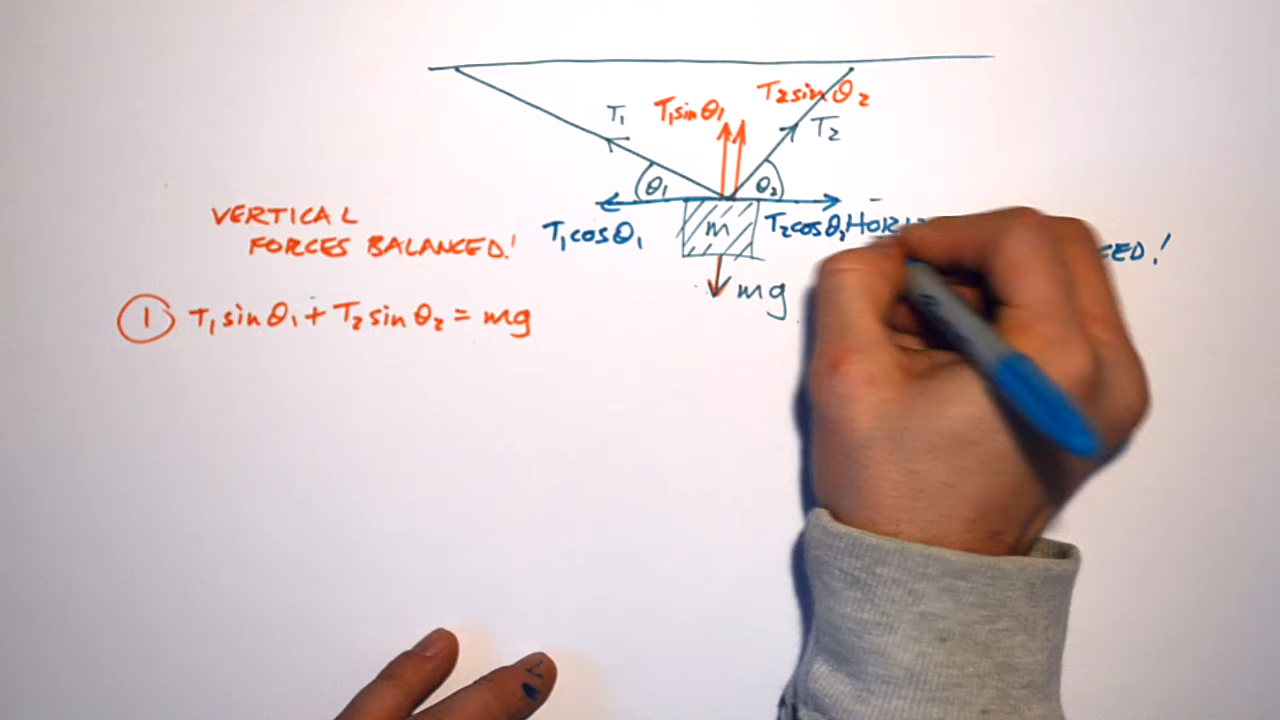 T₂sinθ₂
T₁ T₁sinθ₁
T₂
θ₁ θ₂
VERTICAL
FORCES BALANCED!
T₁cosθ₁ m T₂cosθ₂
mg
① T₁sinθ₁ + T₂sinθ₂ = mg